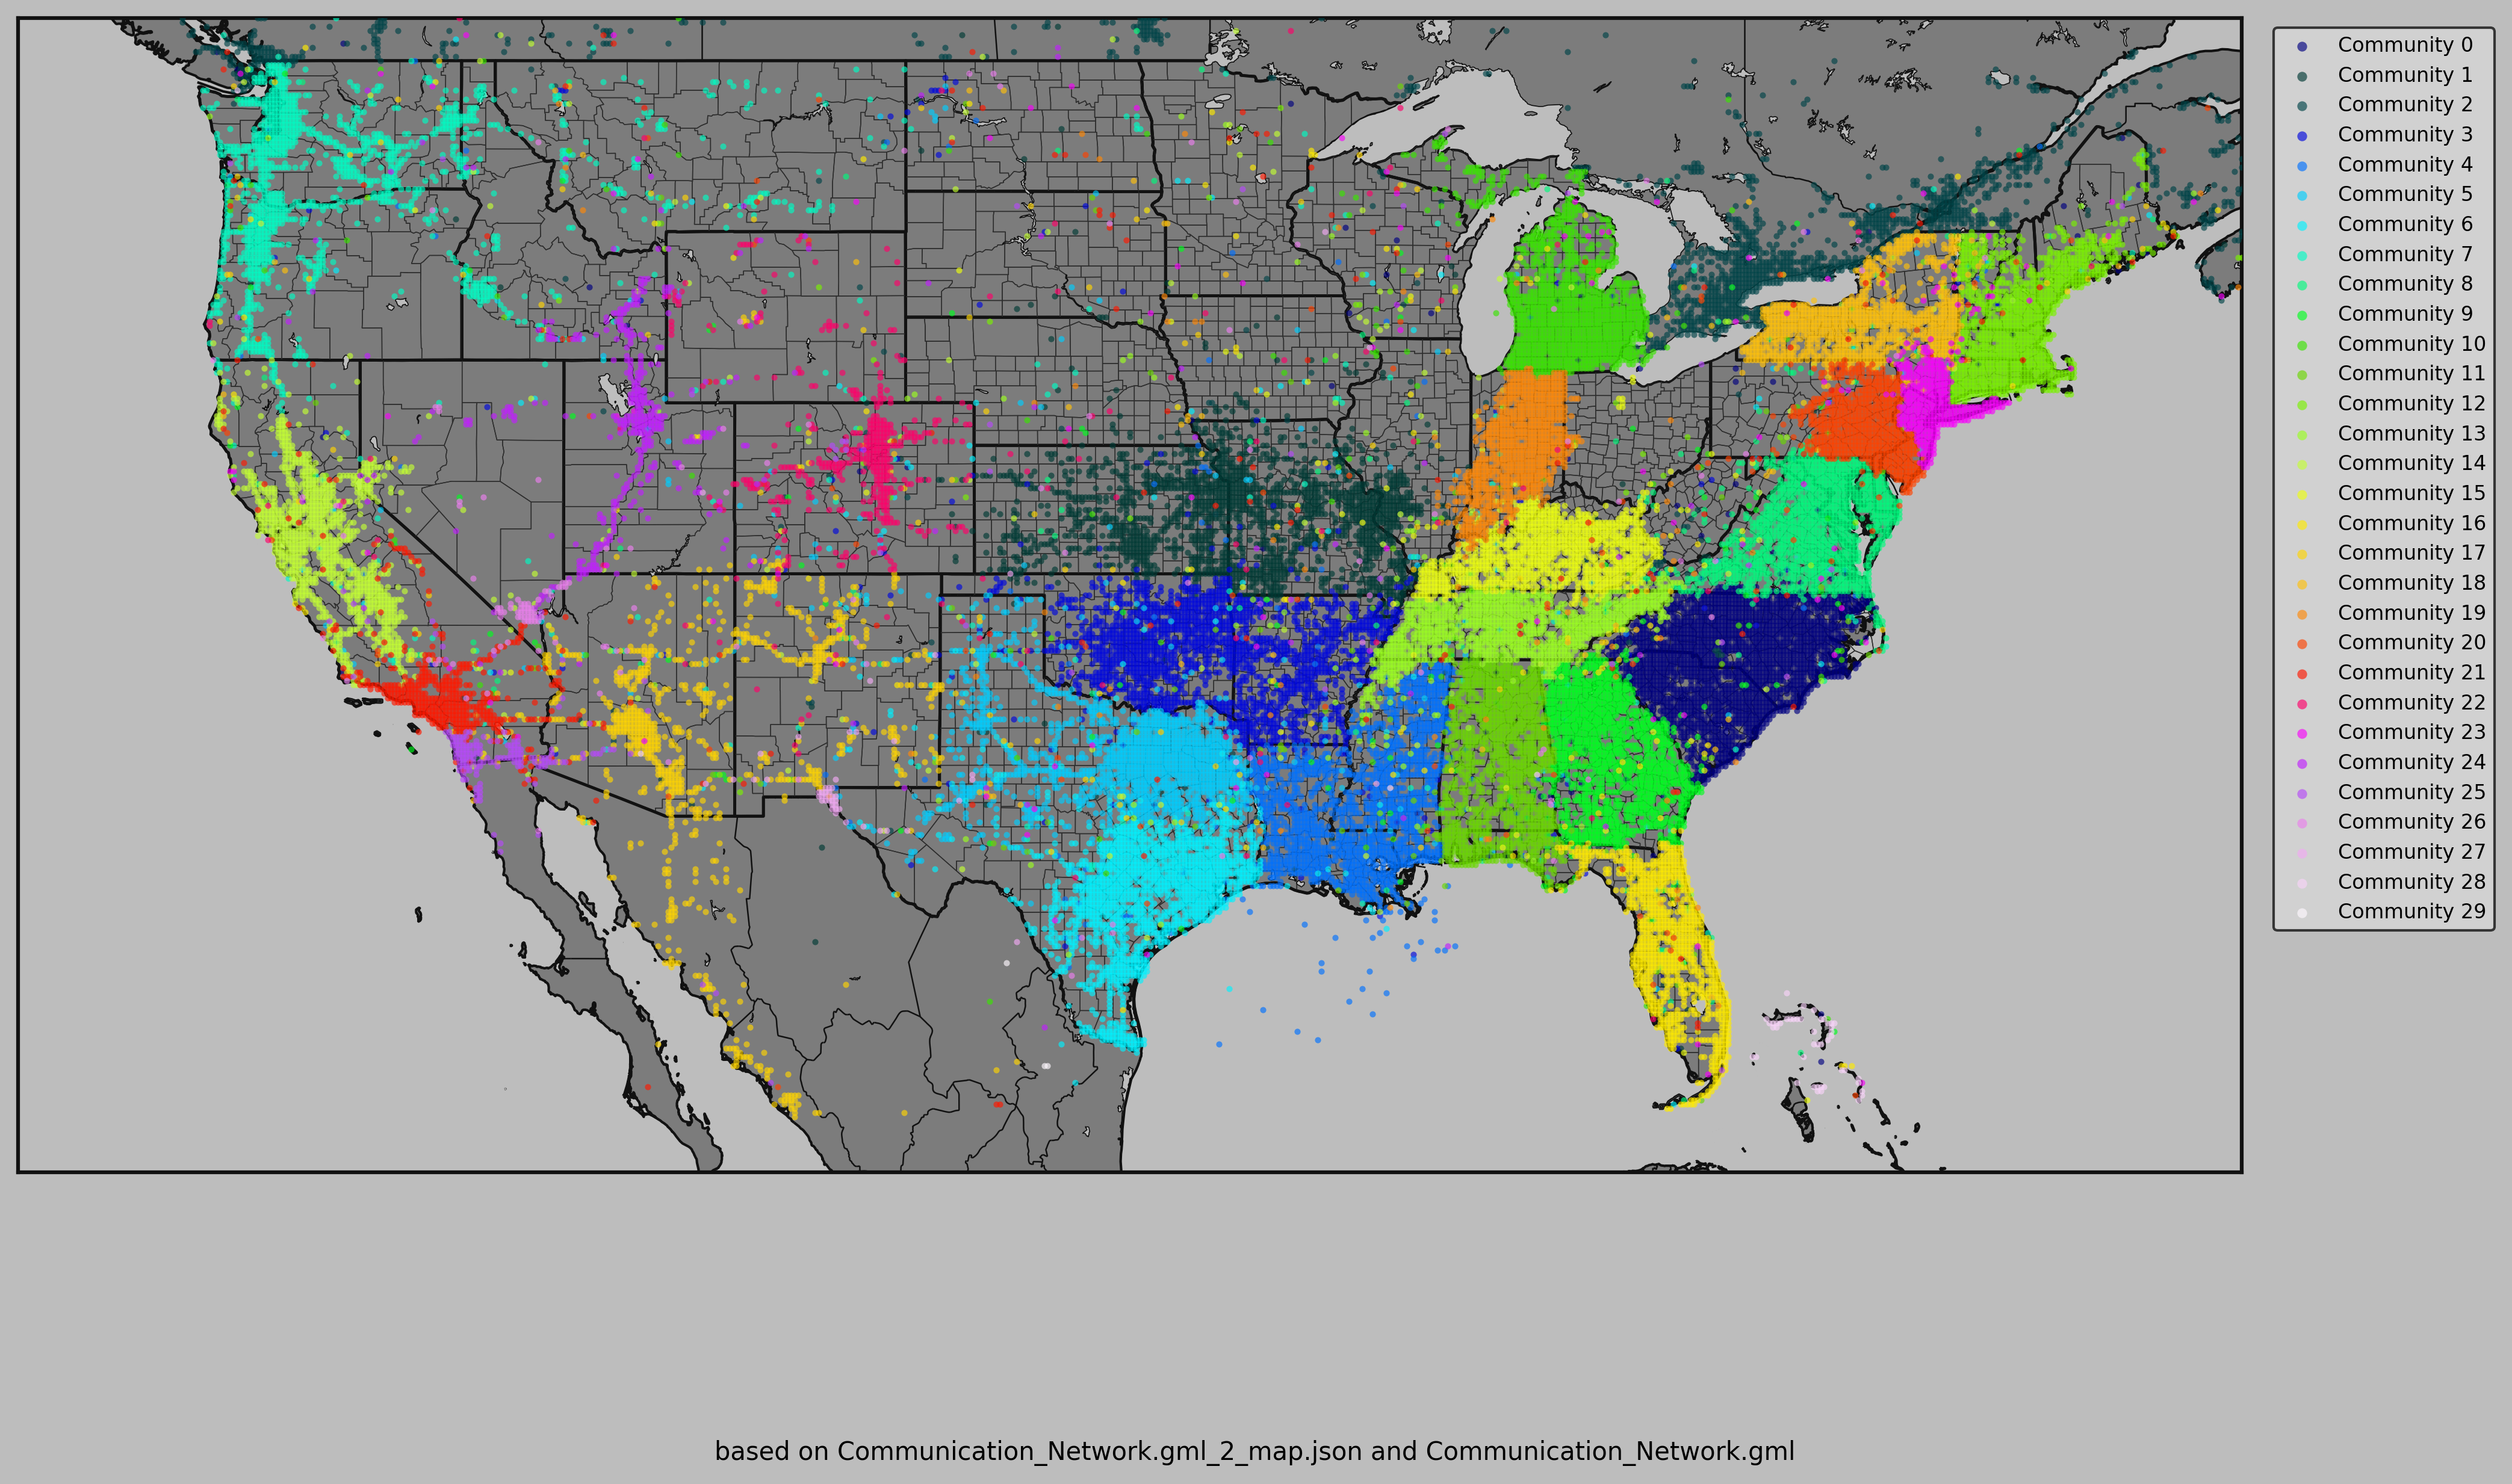 Community 0
Community 1
Community 2
Community 3
Community 4
Community 5
Community 6
Community 7
Community 8
Community 9
Community 10
Community 11
Community 12
Community 13
Community 14
Community 15
Community 16
Community 17
Community 18
Community 19
Community 20
Community 21
Community 22
Community 23
Community 24
Community 25
Community 26
Community 27
Community 28
Community 29
based on Communication_Network.gml_2_map.json and Communication_Network.gml